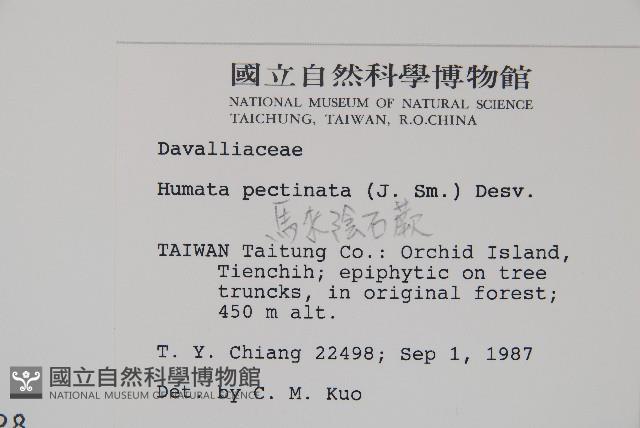 國立自然科學博物館
NATIONAL MUSEUM OF NATURAL SCIENCE
TAICHUNG, TAIWAN, R.O.CHINA
Davalliaceae
Humata pectinata (J. Sm.) Desv.
馬來陰石蕨
TAIWAN Taitung Co.: Orchid Island,
Tienchih; epiphytic on tree
truncks, in original forest;
450 m alt.
T. Y. Chiang 22498; Sep 1, 1987
Det. by C. M. Kuo
國立自然科學博物館
NATIONAL MUSEUM OF NATURAL SCIENCE